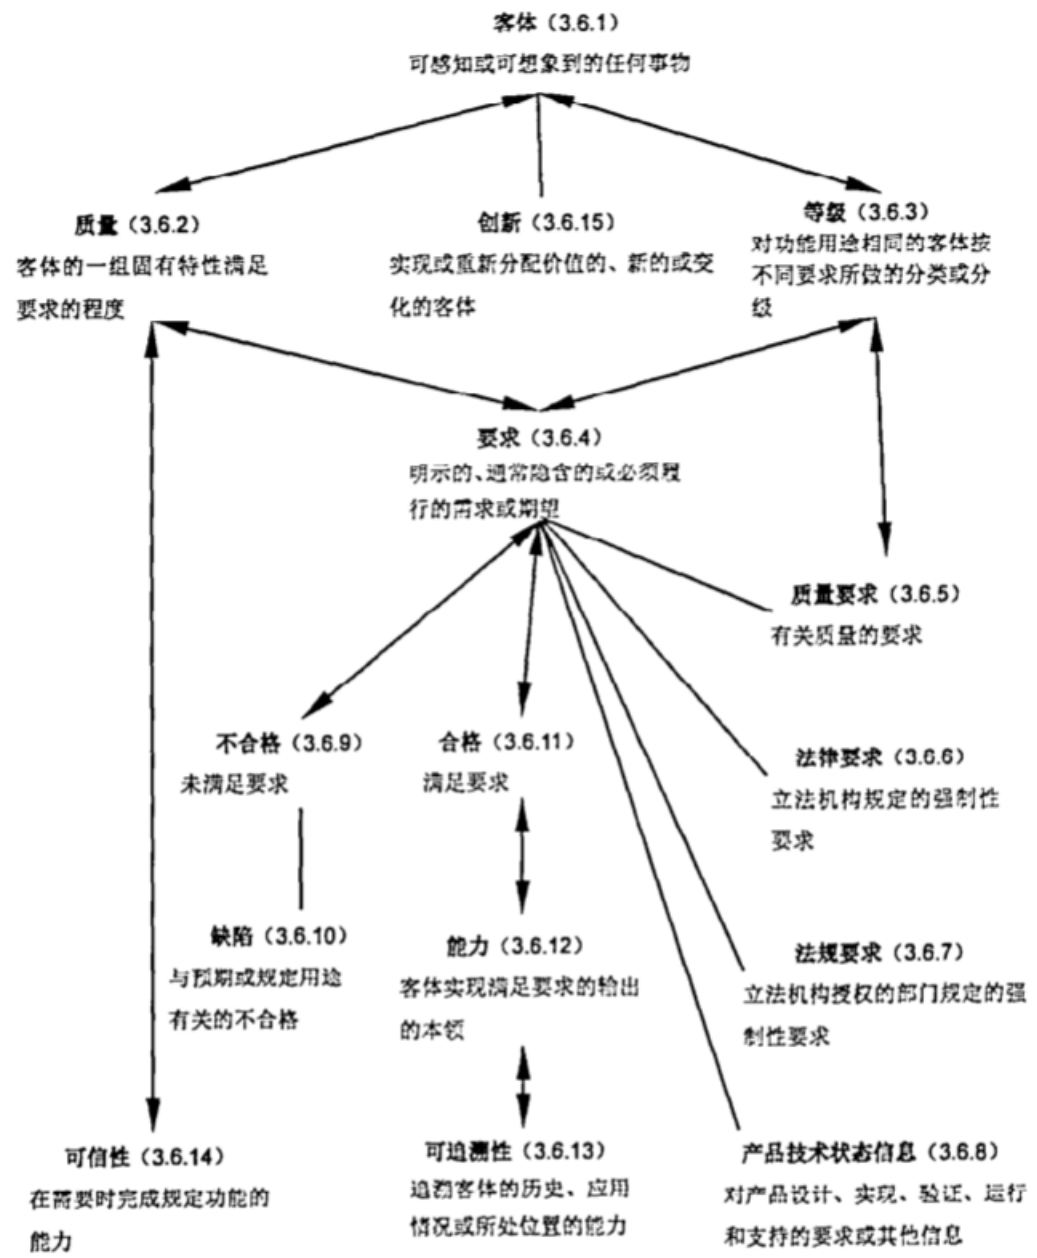 客体（3.6.1）
可感知或可想象到的任何事物
质量（3.6.2）
客体的一组固有特性满足
要求的程度
创新（3.6.15）
实现或重新分配价值的、新的或变
化的客体
等级（3.6.3）
对功能用途相同的客体按
不同要求所做的分类或分
级
要求（3.6.4）
明示的、通常隐含的或必须履
行的需求或期望
质量要求（3.6.5）
有关质量的要求
不合格（3.6.9）
未满足要求
合格（3.6.11）
满足要求
法律要求（3.6.6）
立法机构规定的强制性
要求
缺陷（3.6.10）
与预期或规定用途
有关的不合格
能力（3.6.12）
客体实现满足要求的输出
的本领
法规要求（3.6.7）
立法机构授权的部门规定的强
制性要求
可信性（3.6.14）
在需要时完成规定功能的
能力
可追溯性（3.6.13）
追溯客体的历史、应用
情况或所处位置的能力
产品技术状态信息（3.6.8）
对产品设计、实现、验证、运行
和支持的要求或其他信息